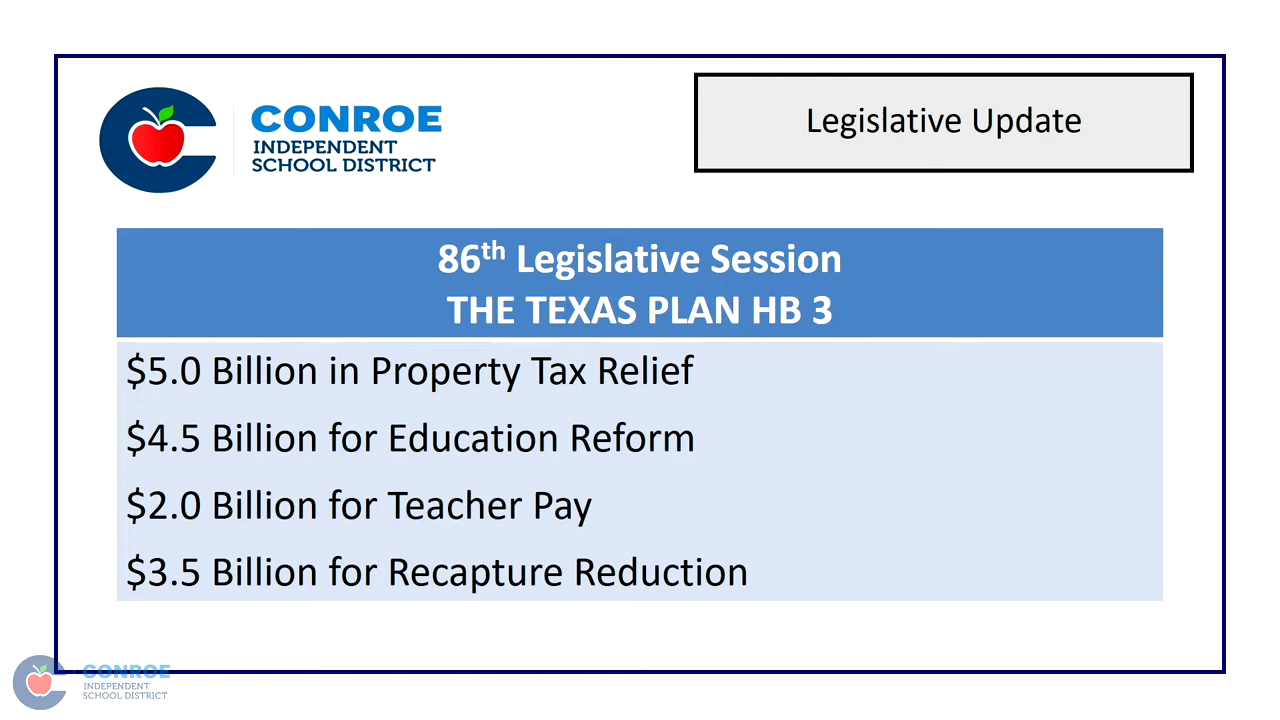 CONROE
INDEPENDENT
SCHOOL DISTRICT
Legislative Update
86th Legislative Session
THE TEXAS PLAN HB 3
$5.0 Billion in Property Tax Relief
$4.5 Billion for Education Reform
$2.0 Billion for Teacher Pay
$3.5 Billion for Recapture Reduction
CONROE
INDEPENDENT
SCHOOL DISTRICT